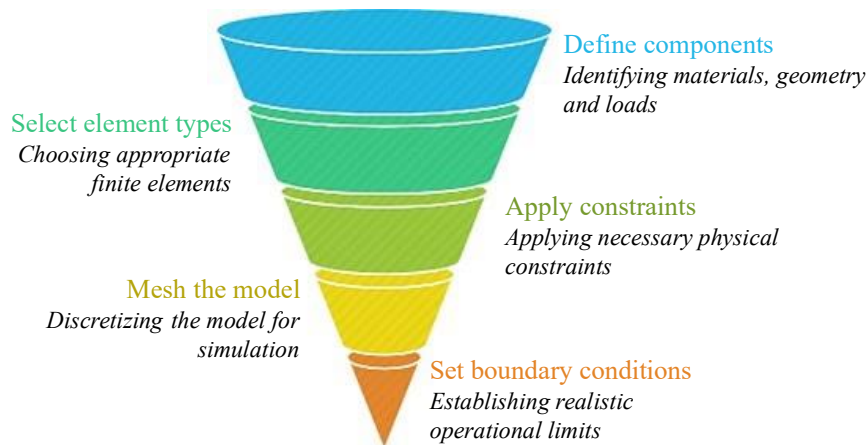 Define components
Identifying materials, geometry
and loads
Select element types
Choosing appropriate
finite elements
Apply constraints
Applying necessary physical
constraints
Mesh the model
Discretizing the model for
simulation
Set boundary conditions
Establishing realistic
operational limits